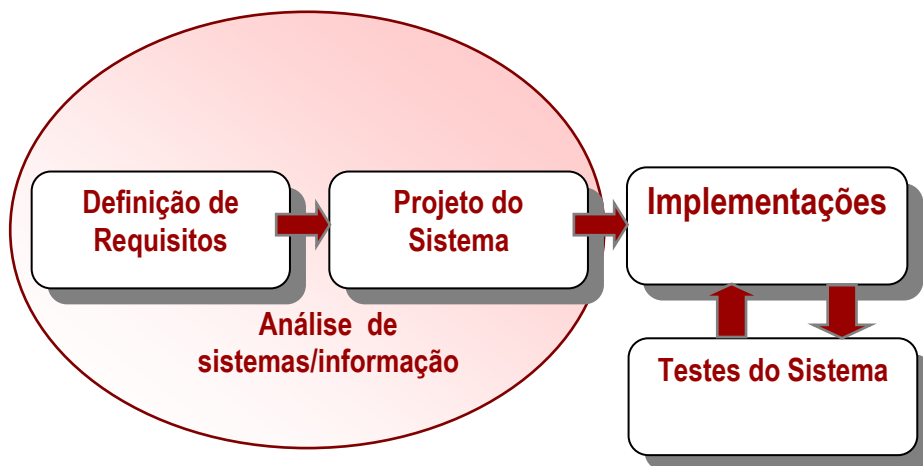 Definição de
Requisitos
Projeto do
Sistema
Implementações
Análise de
sistemas/informação
Testes do Sistema